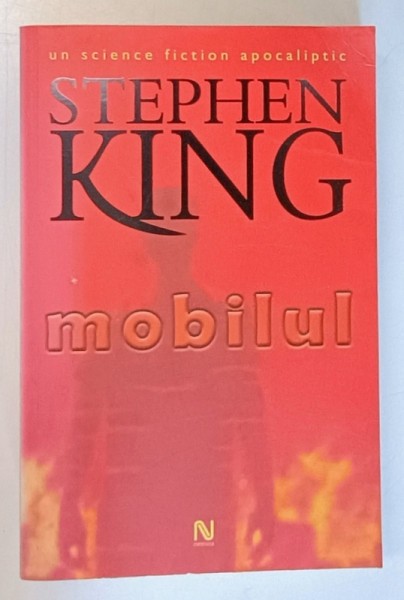 un science fiction apocaliptic
STEPHEN
KING
mobilul
N